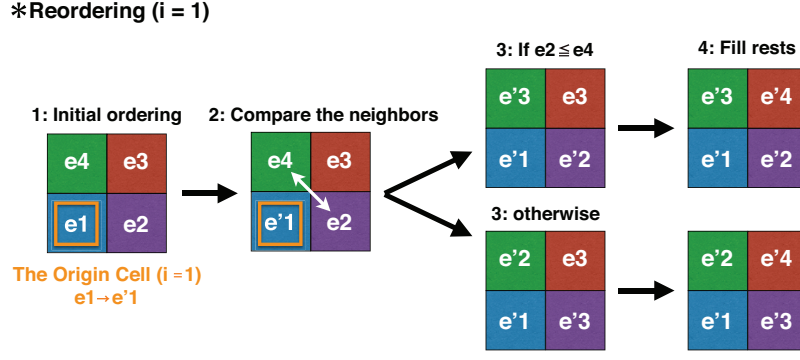 *Reordering (i = 1)
1: Initial ordering
e4 e3
e1 e2
The Origin Cell (i =1)
e1→e'1
2: Compare the neighbors
e4 e3
e'1 e2
3: If e2≦e4
e'3 e3
e'1 e'2
4: Fill rests
e'3 e'4
e'1 e'2
3: otherwise
e'2 e3
e'1 e'3
e'2 e'4
e'1 e'3